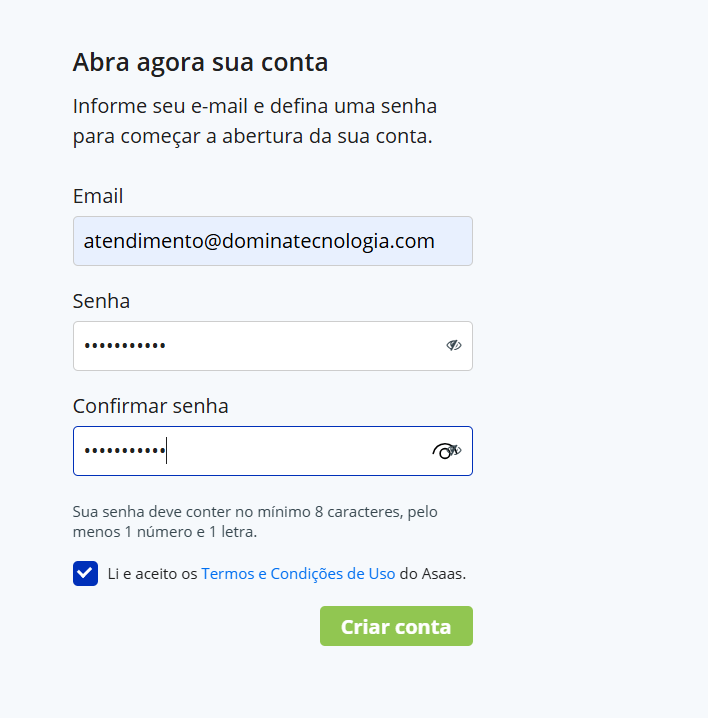 Abra agora sua conta
Informe seu e-mail e defina uma senha
para começar a abertura da sua conta.
Email
atendimento@dominatecnologia.com
Senha
•••••••••••
Confirmar senha
•••••••••••
Sua senha deve conter no mínimo 8 caracteres, pelo
menos 1 número e 1 letra.
Li e aceito os Termos e Condições de Uso do Asaas.
Criar conta